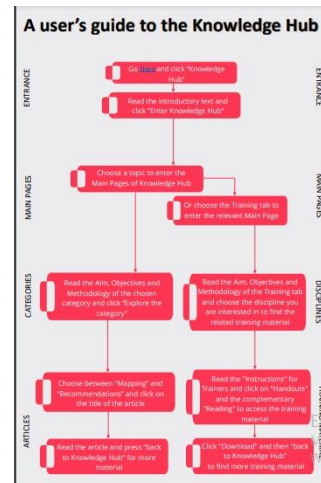 A user's guide to the Knowledge Hub
ENTRANCE
ENTRANCE
Go here and click "Knowledge
Hub"
Read the introductory text and
click "Enter Knowledge Hub"
MAIN PAGES
MAIN PAGES
Choose a topic to enter the
Main Pages of Knowledge Hub
Or choose the Training tab to
enter the relevant Main Page
CATEGORIES
DISCIPLINES
Read the Aim, Objectives and
Methodology of the chosen
category and click "Explore the
category"
Read the Aim, Objectives and
Methodology of the Training tab
and choose the discipline you
are interested in to find the
related training material
ARTICLES
Choose between "Mapping" and
"Recommendations" and click on
the title of the article
Read the "Instructions" for
Trainers and click on "Handouts"
and the complementary
"Reading" to access the training
material
Read the article and press "back
to Knowledge Hub" for more
material
Click "Download" and then "back
to Knowledge Hub"
to find more training material